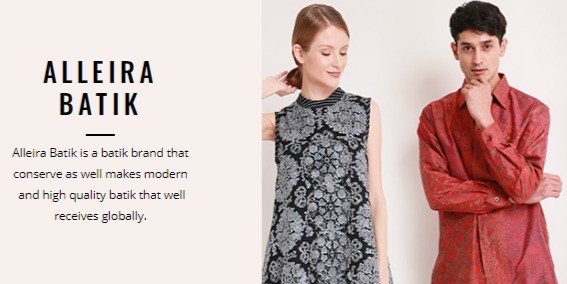 ALLEIRA
BATIK
Alleira Batik is a batik brand that
conserve as well makes modern
and high quality batik that well
receives globally.